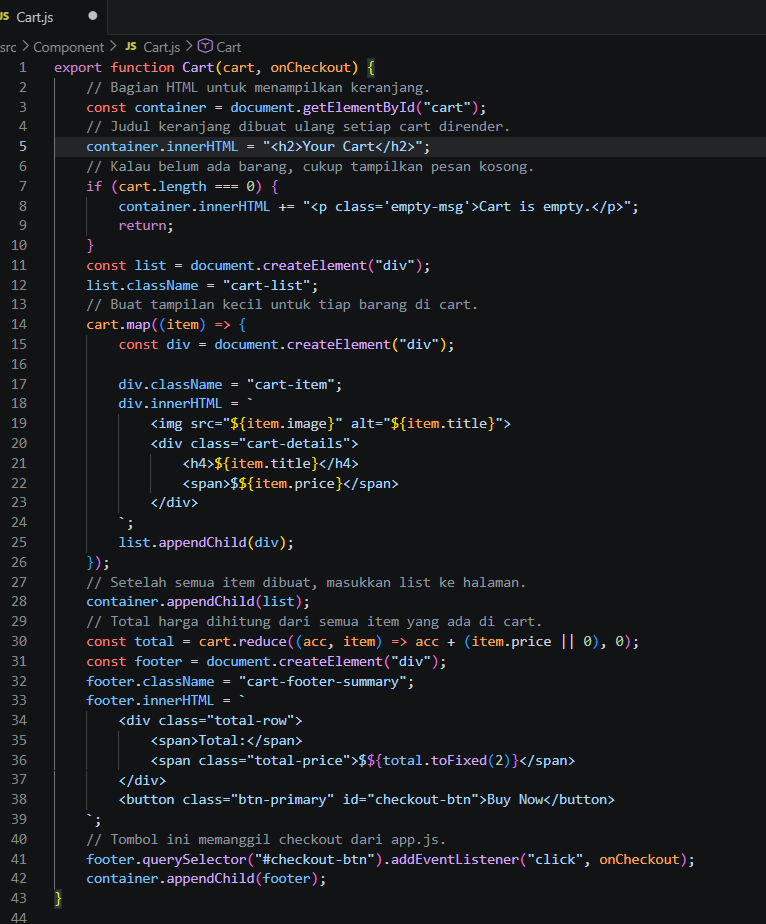 JS Cart.js ●
src > Component > JS Cart.js > Cart
1 export function Cart(cart, onCheckout) {
2     // Bagian HTML untuk menampilkan keranjang.
3     const container = document.getElementById("cart");
4     // Judul keranjang dibuat ulang setiap cart dirender.
5     container.innerHTML = "<h2>Your Cart</h2>";
6     // Kalau belum ada barang, cukup tampilkan pesan kosong.
7     if (cart.length === 0) {
8         container.innerHTML += "<p class='empty-msg'>Cart is empty.</p>";
9         return;
10     }
11     const list = document.createElement("div");
12     list.className = "cart-list";
13     // Buat tampilan kecil untuk tiap barang di cart.
14     cart.map((item) => {
15         const div = document.createElement("div");
16
17         div.className = "cart-item";
18         div.innerHTML = `
19             <img src="${item.image}" alt="${item.title}">
20             <div class="cart-details">
21                 <h4>${item.title}</h4>
22                 <span>$${item.price}</span>
23             </div>
24         `;
25         list.appendChild(div);
26     });
27     // Setelah semua item dibuat, masukkan list ke halaman.
28     container.appendChild(list);
29     // Total harga dihitung dari semua item yang ada di cart.
30     const total = cart.reduce((acc, item) => acc + (item.price || 0), 0);
31     const footer = document.createElement("div");
32     footer.className = "cart-footer-summary";
33     footer.innerHTML = `
34         <div class="total-row">
35             <span>Total:</span>
36             <span class="total-price">$${total.toFixed(2)}</span>
37         </div>
38         <button class="btn-primary" id="checkout-btn">Buy Now</button>
39     `;
40     // Tombol ini memanggil checkout dari app.js.
41     footer.querySelector("#checkout-btn").addEventListener("click", onCheckout);
42     container.appendChild(footer);
43 }
44